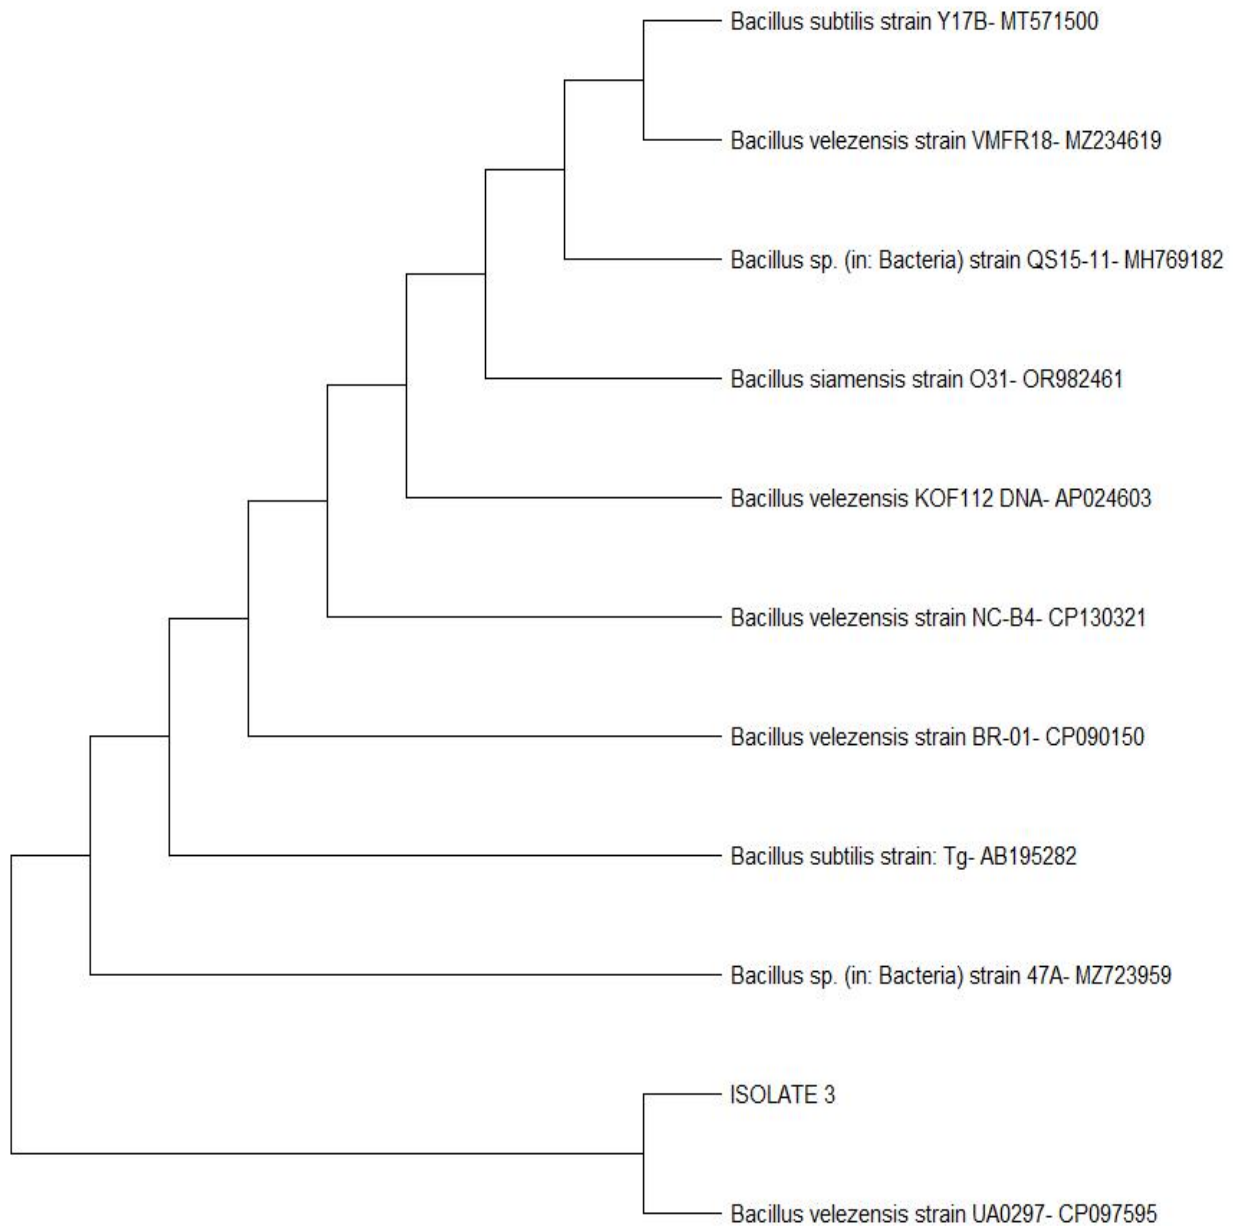 Bacillus subtilis strain Y17B- MT571500
Bacillus velezensis strain VMFR18- MZ234619
Bacillus sp. (in: Bacteria) strain QS15-11- MH769182
Bacillus siamensis strain O31- OR982461
Bacillus velezensis KOF112 DNA- AP024603
Bacillus velezensis strain NC-B4- CP130321
Bacillus velezensis strain BR-01- CP090150
Bacillus subtilis strain: Tg- AB195282
Bacillus sp. (in: Bacteria) strain 47A- MZ723959
ISOLATE 3
Bacillus velezensis strain UA0297- CP097595